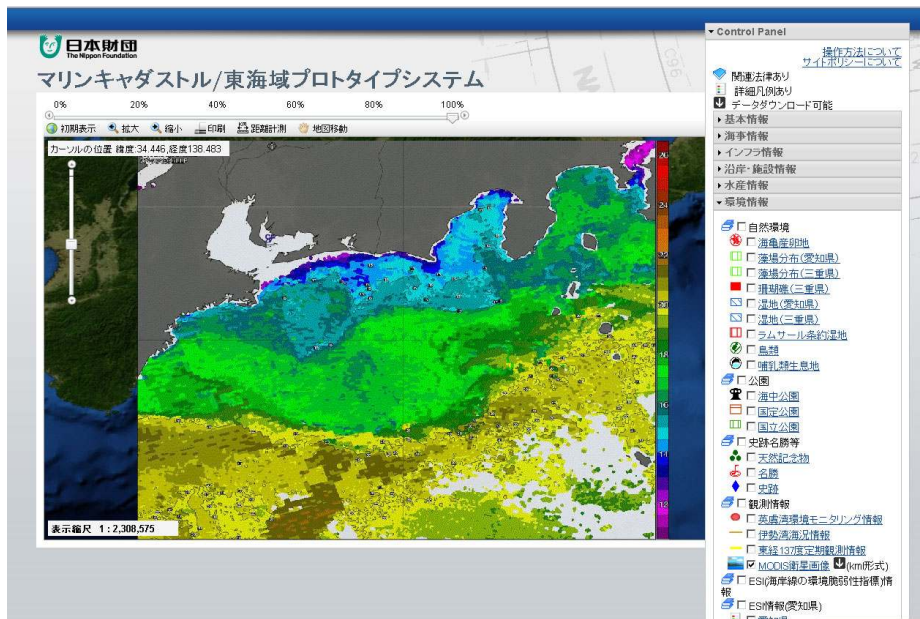 日本財団
The Nippon Foundation
マリンキャダストル/東海域プロトタイプシステム
0% 20% 40% 60% 80% 100%
初期表示 拡大 縮小 印刷 距離計測 地図移動
カーソルの位置 緯度:34.446,経度138.483
26
24
22
20
18
16
14
12
表示縮尺 1:2,308,575
Control Panel
操作方法について
サイトポリシーについて
関連法律あり
詳細凡例あり
データダウンロード可能
基本情報
海事情報
インフラ情報
沿岸・施設情報
水産情報
環境情報
自然環境
海亀産卵地
藻場分布(愛知県)
藻場分布(三重県)
珊瑚礁(三重県)
湿地(愛知県)
湿地(三重県)
ラムサール条約湿地
鳥類
哺乳類生息地
公園
海中公園
国定公園
国立公園
史跡名勝等
天然記念物
名勝
史跡
観測情報
英虞湾環境モニタリング情報
伊勢湾海況情報
東経137度定期観測情報
MODIS衛星画像 (km形式)
ESI(海岸線の環境脆弱性指標)情
報
ESI情報(愛知県)